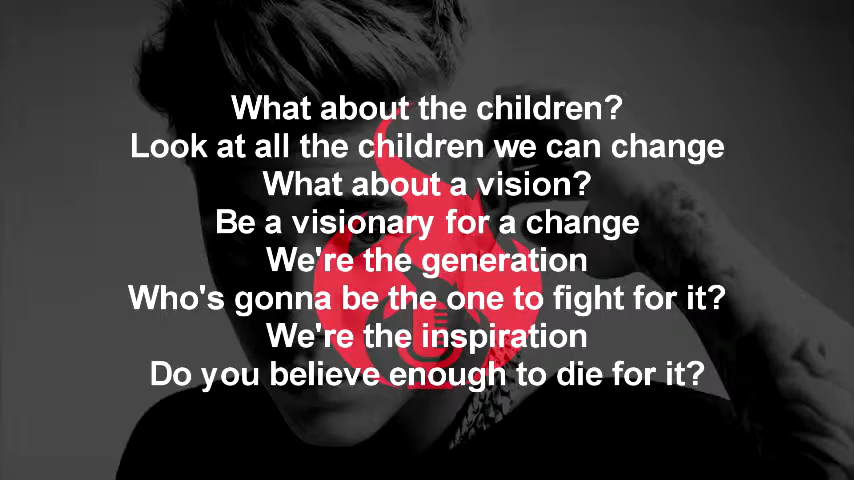 What about the children?
Look at all the children we can change
What about a vision?
Be a visionary for a change
We're the generation
Who's gonna be the one to fight for it?
We're the inspiration
Do you believe enough to die for it?